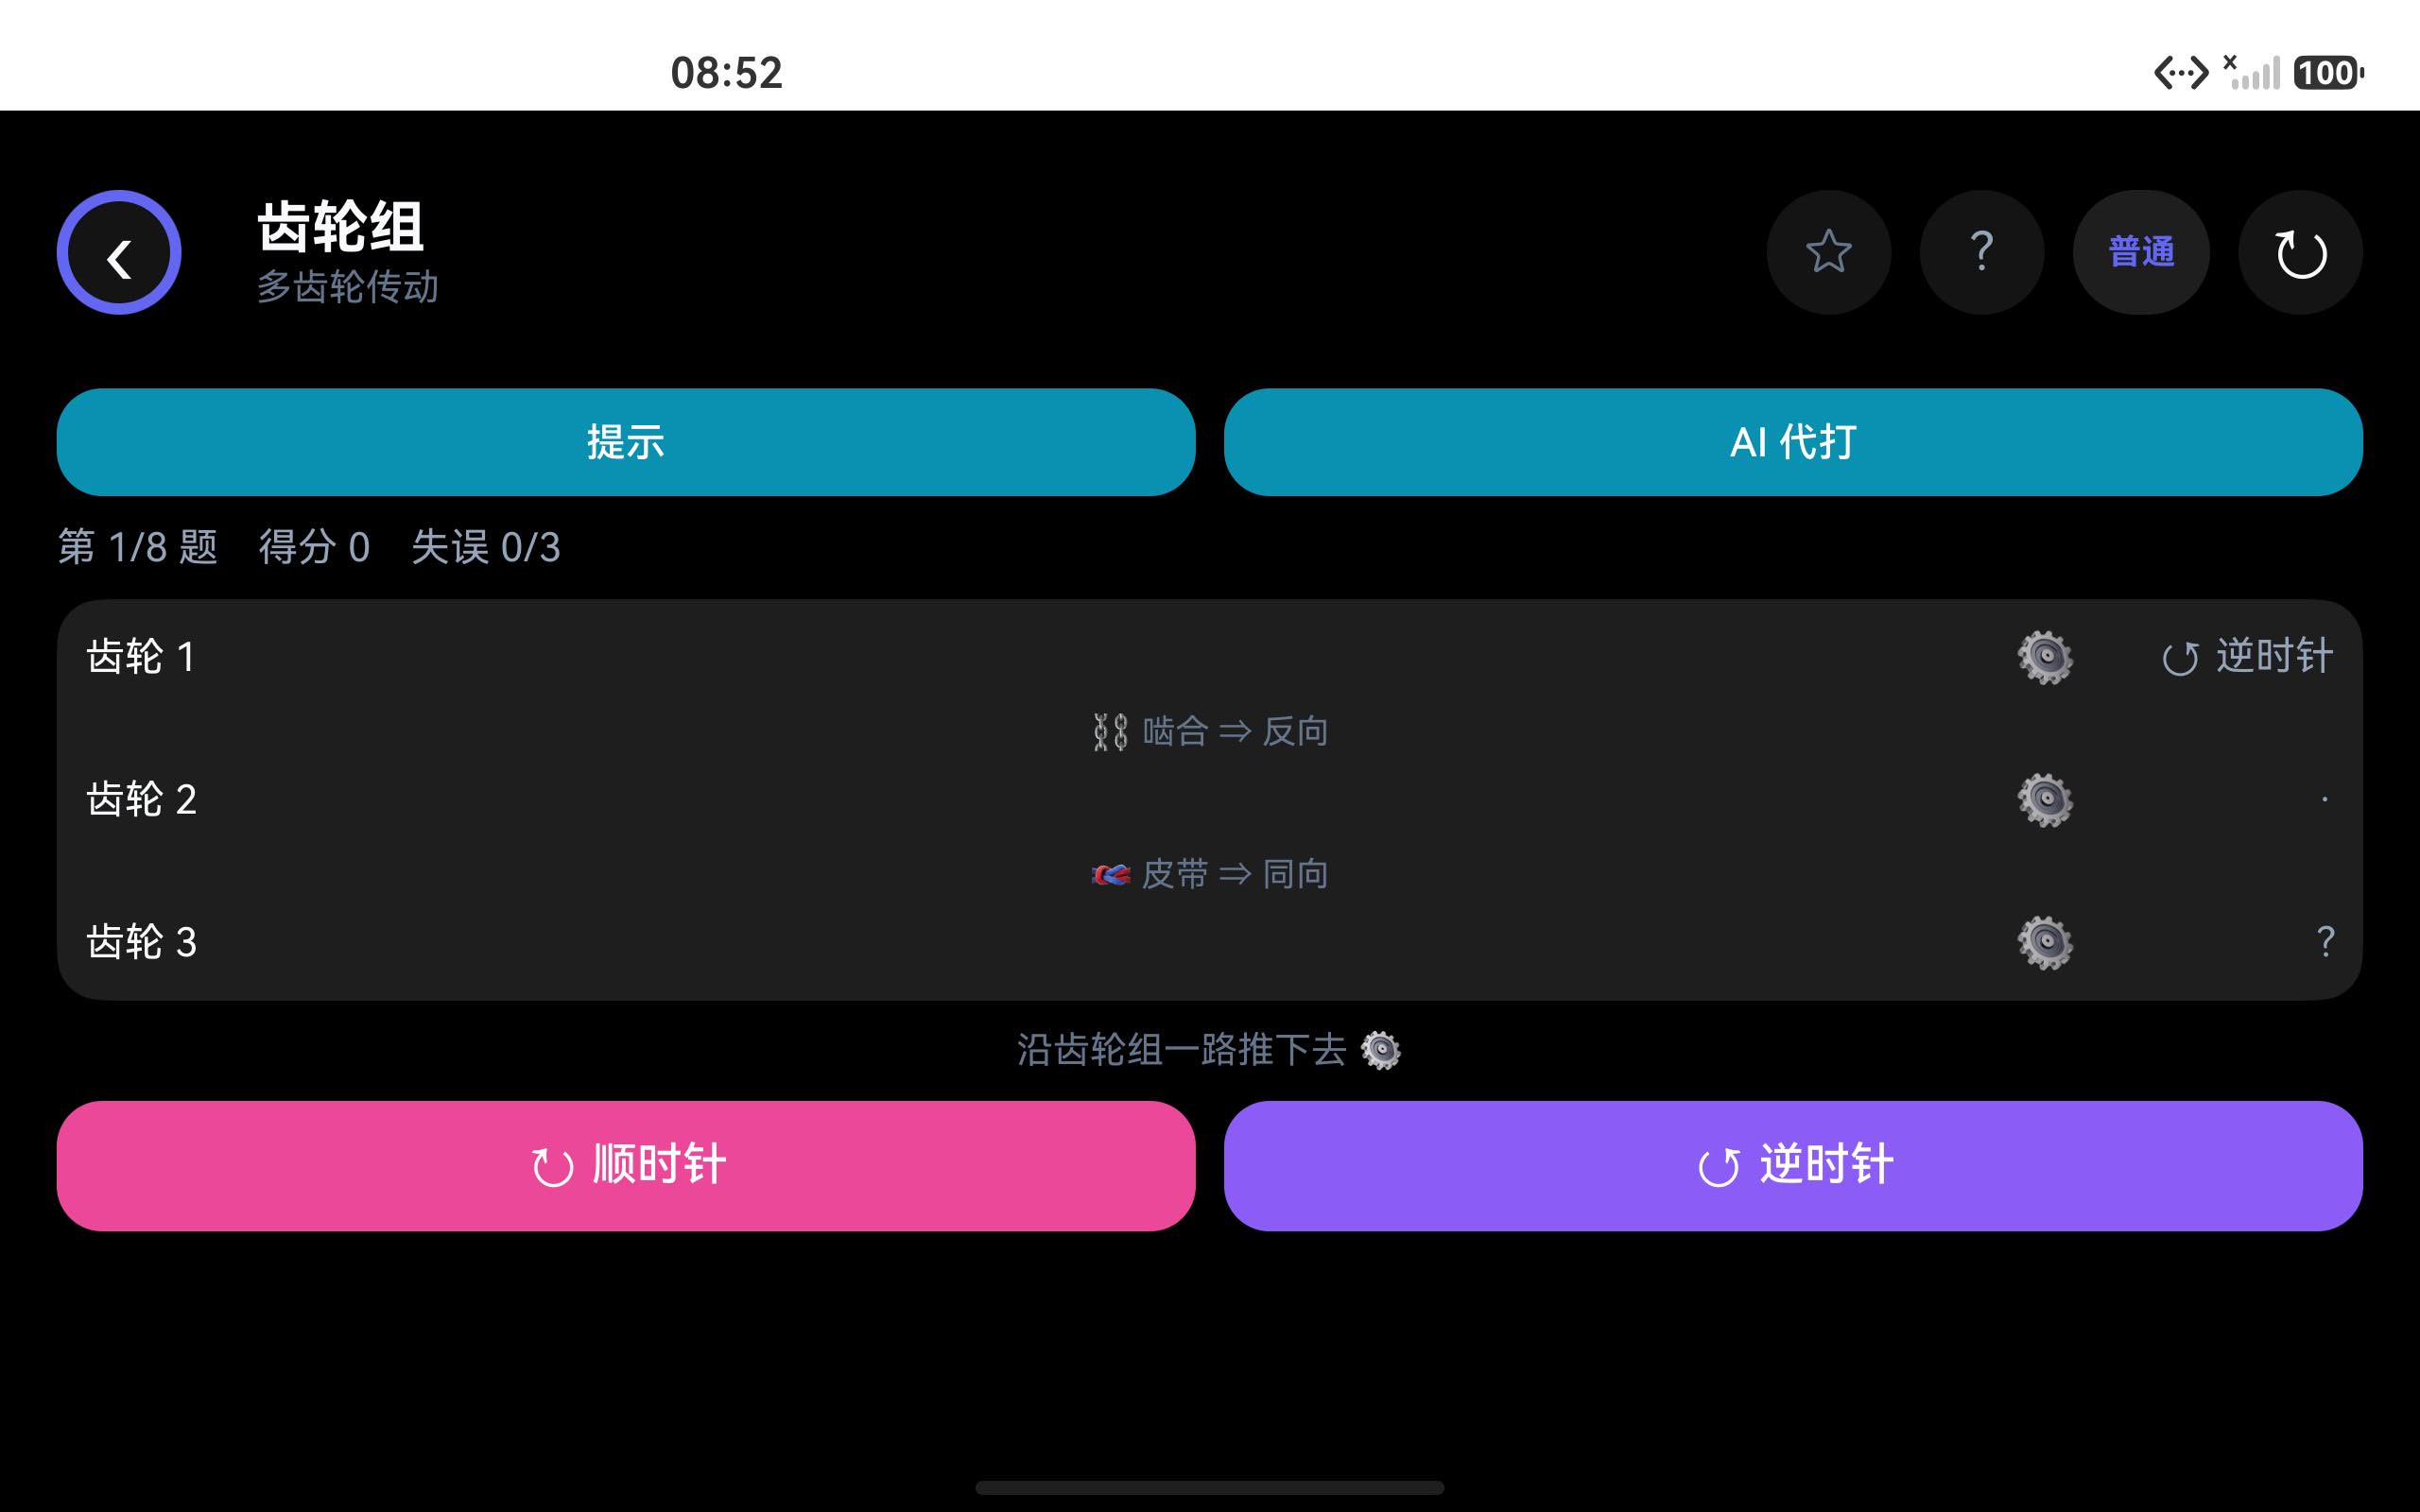 08:52
100
齿轮组
多齿轮传动
?
普通
提示
AI 代打
第 1/8 题 得分 0 失误 0/3
齿轮 1 逆时针
啮合 ⇒ 反向
齿轮 2 ·
皮带 ⇒ 同向
齿轮 3 ?
沿齿轮组一路推下去
顺时针
逆时针